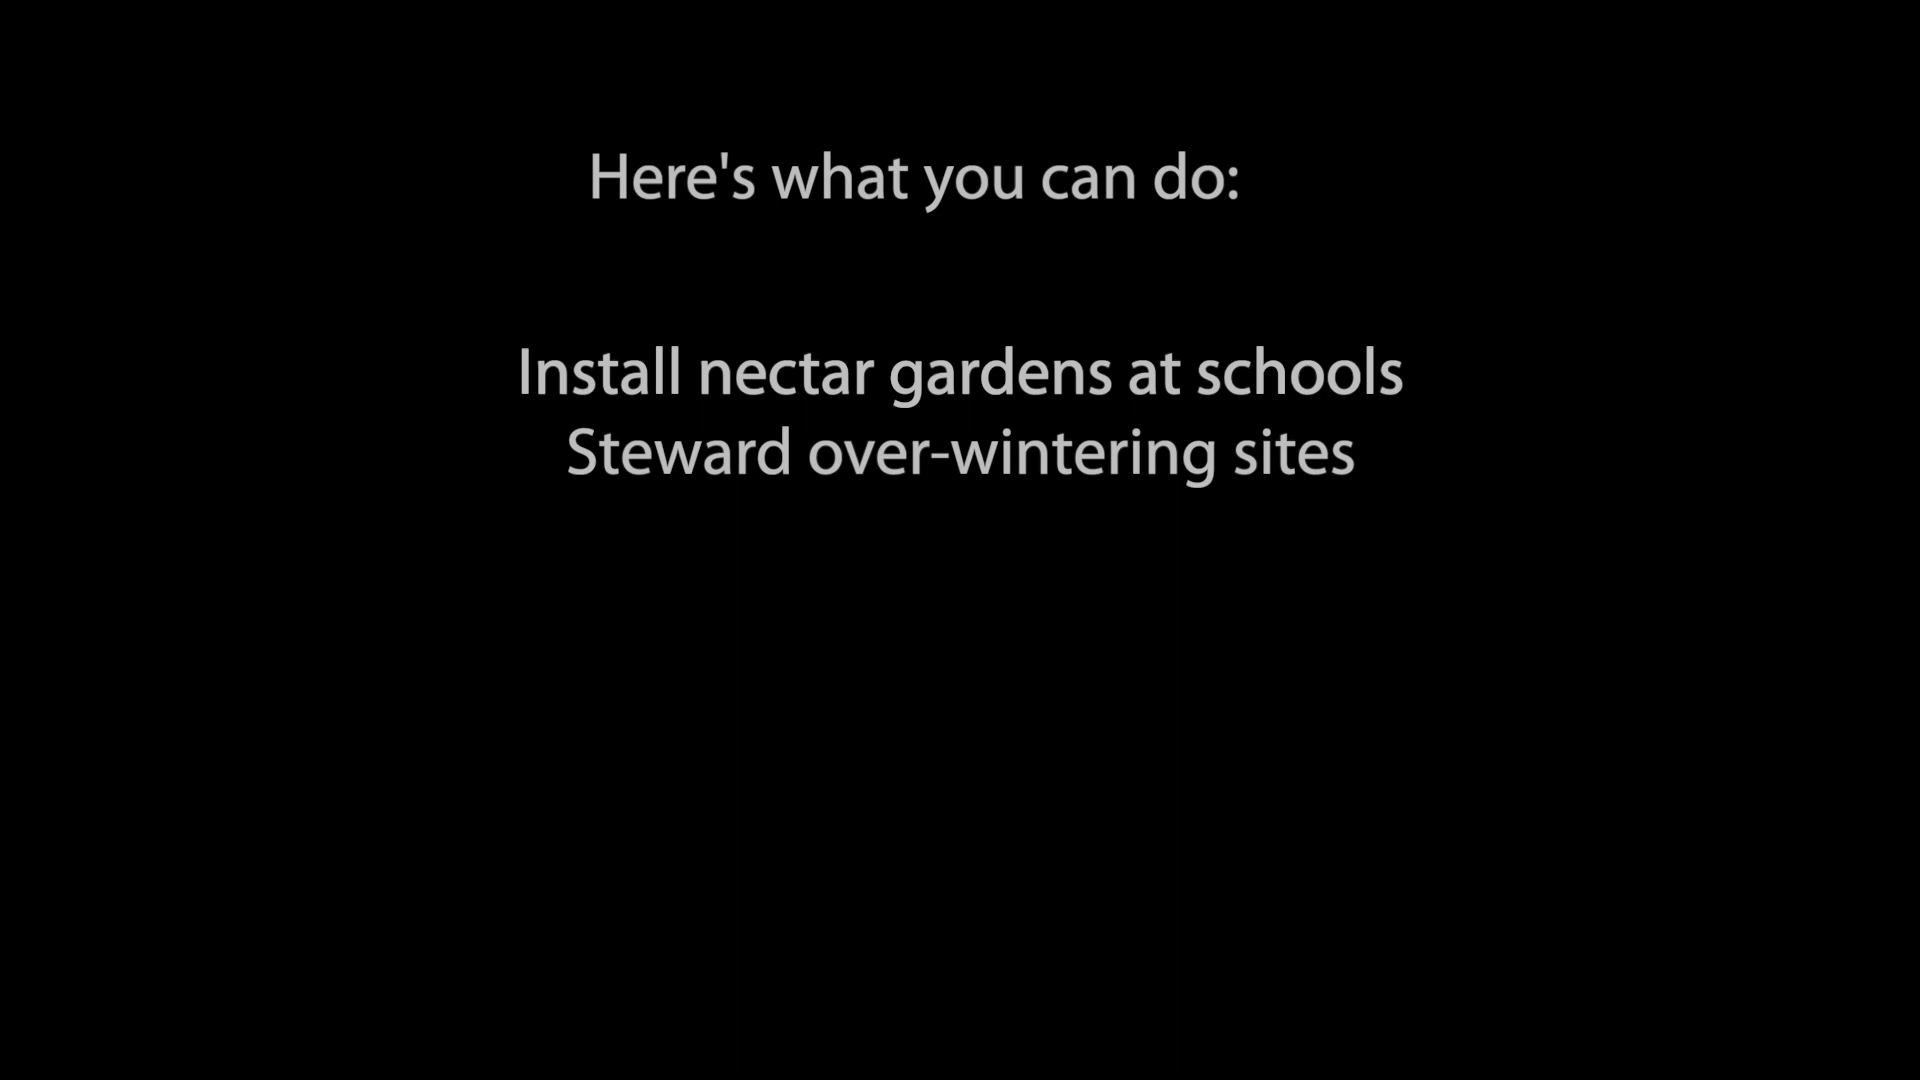 Here's what you can do:
Install nectar gardens at schools
Steward over-wintering sites